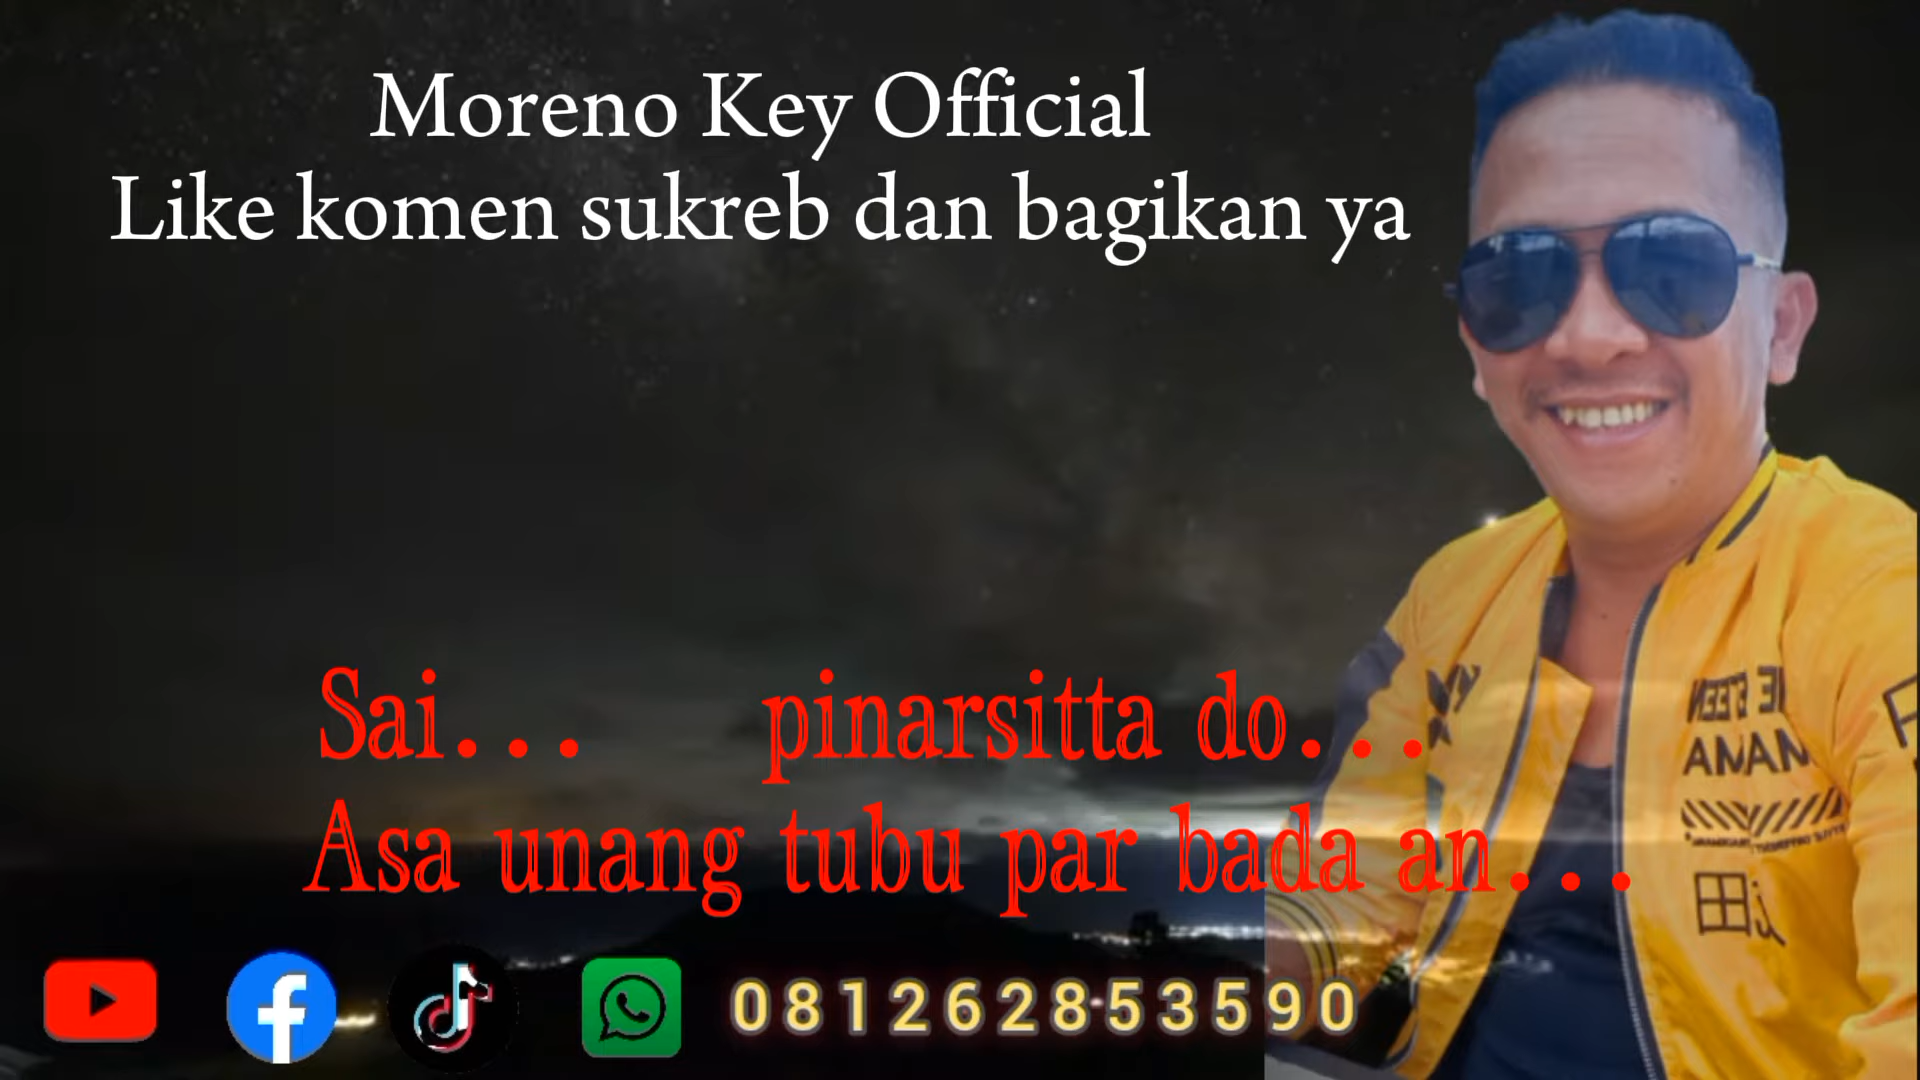 Moreno Key Official
Like komen sukreb dan bagikan ya
Sai... pinarsitta do...
Asa unang tubu par bada an...
081262853590
AMAM